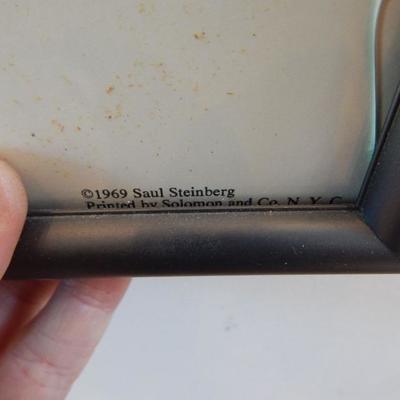 ©1969 Saul Steinberg
Printed by Solomon and Co. N. Y. C.